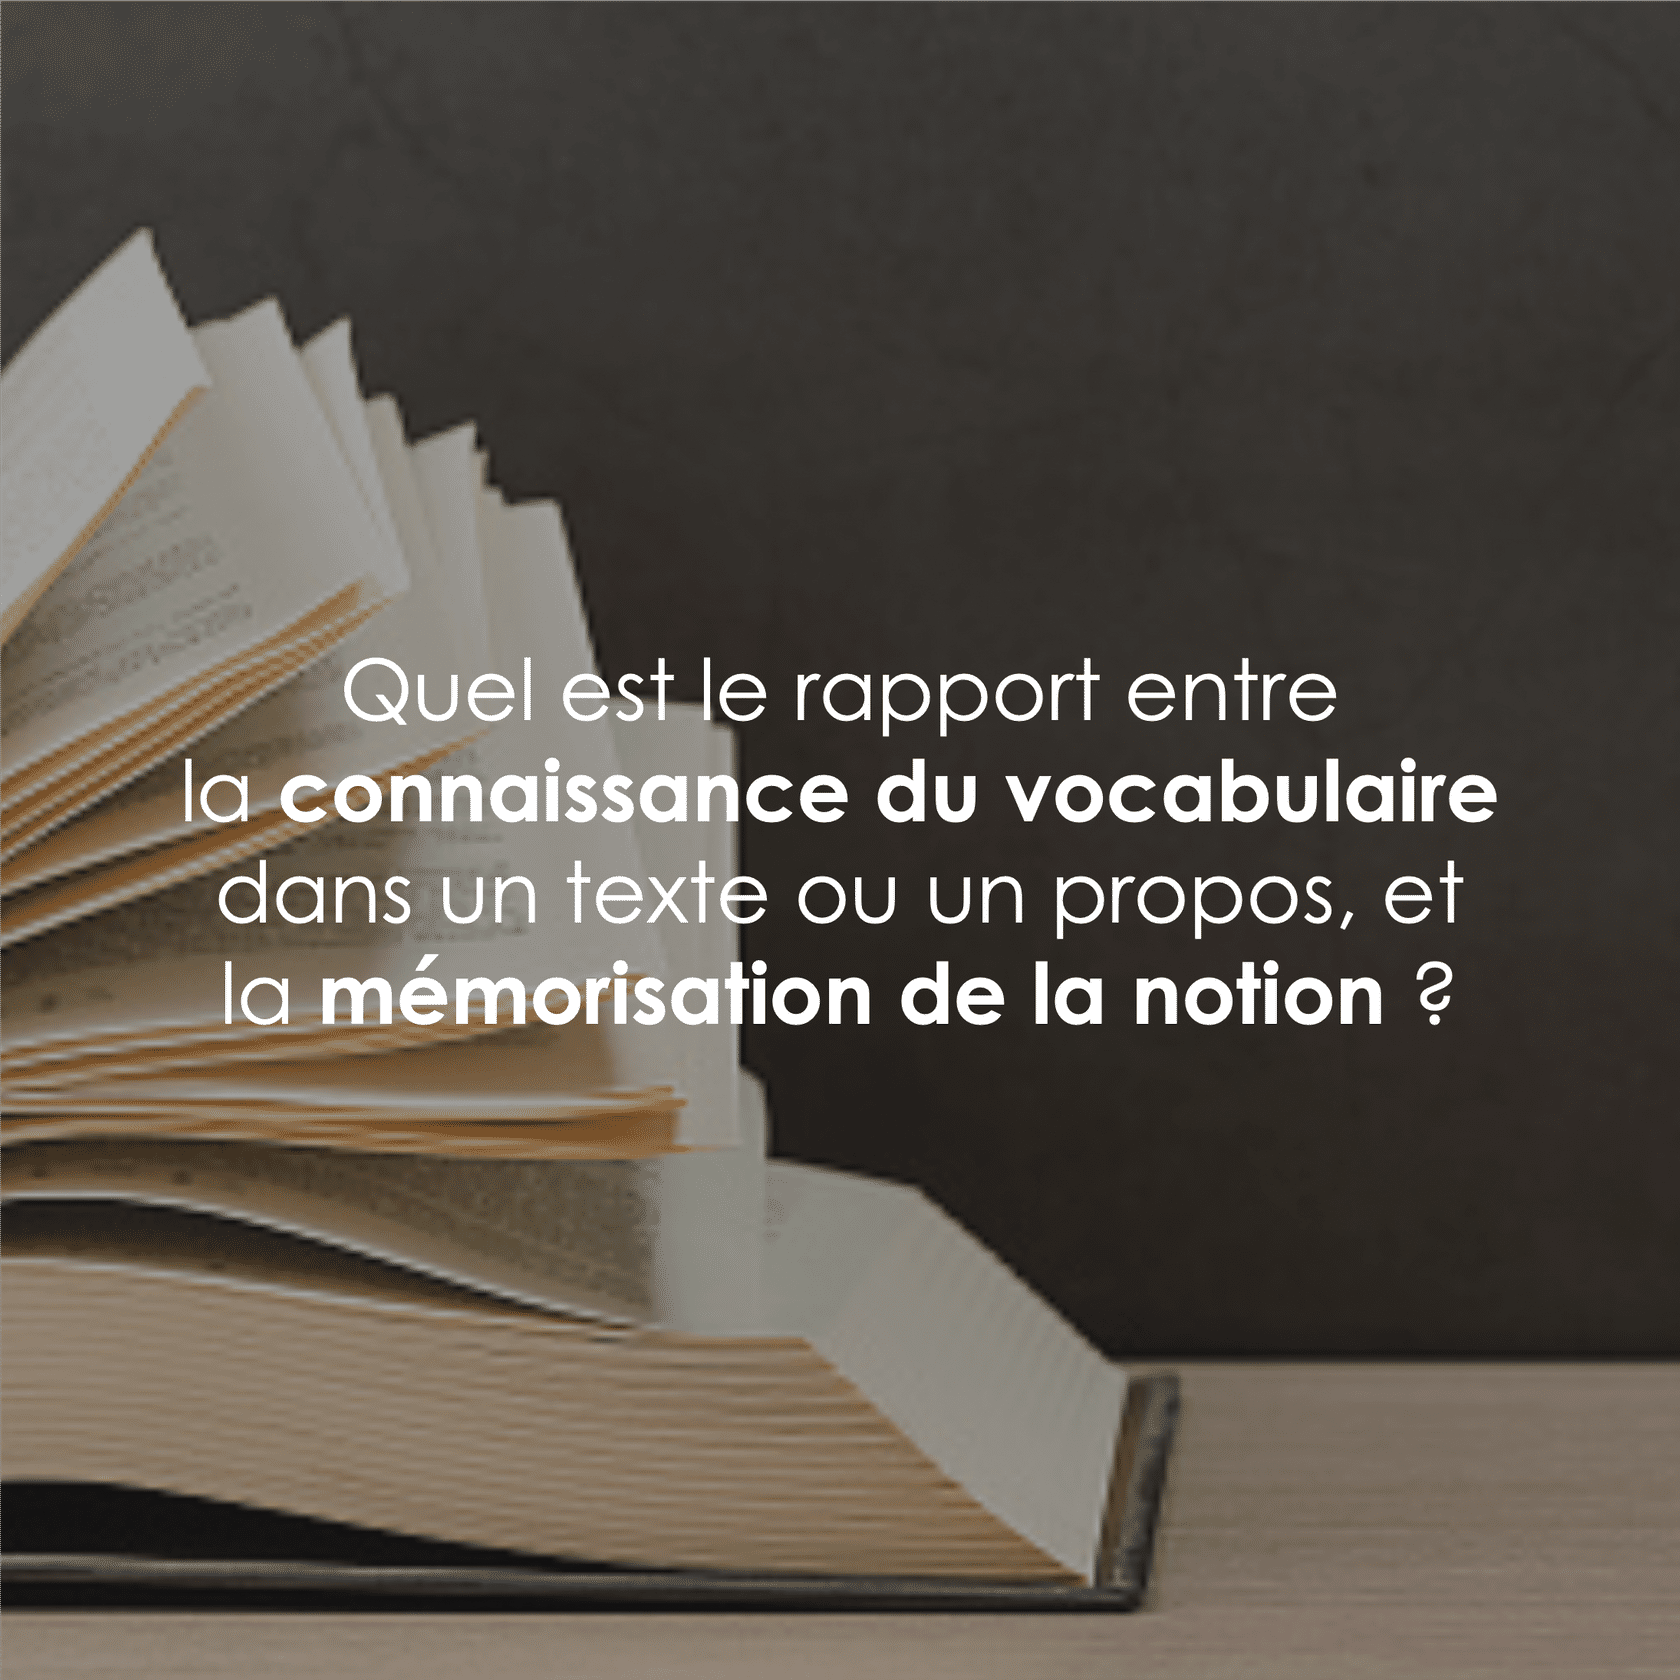 Quel est le rapport entre
la connaissance du vocabulaire
dans un texte ou un propos, et
la mémorisation de la notion ?